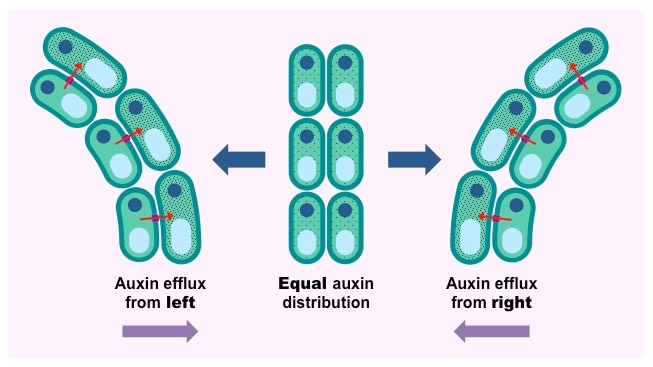 Auxin efflux
from left
Equal auxin
distribution
Auxin efflux
from right